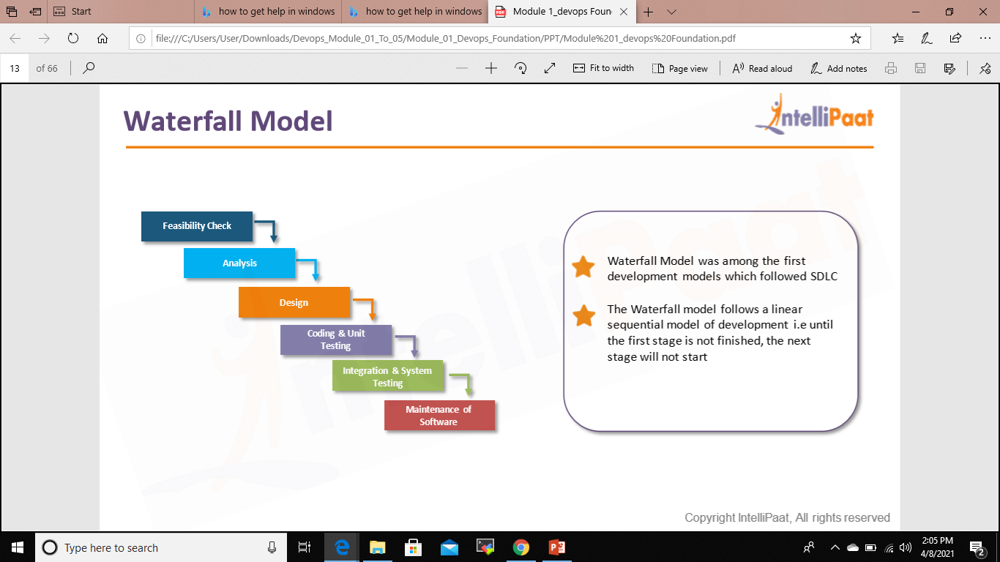 Start
how to get help in windows
how to get help in windows
Module 1_devops Foun
file:///C:/Users/User/Downloads/Devops_Module_01_To_05/Module_01_Devops_Foundation/PPT/Module%201_devops%20Foundation.pdf
13 of 66
Fit to width
Page view
Read aloud
Add notes
Waterfall Model
IntelliPaat
Feasibility Check
Analysis
Design
Coding & Unit
Testing
Integration & System
Testing
Maintenance of
Software
Waterfall Model was among the first
development models which followed SDLC
The Waterfall model follows a linear
sequential model of development i.e until
the first stage is not finished, the next
stage will not start
IntelliPaat
Copyright IntelliPaat, All rights reserved
Type here to search
2:05 PM
4/8/2021
2